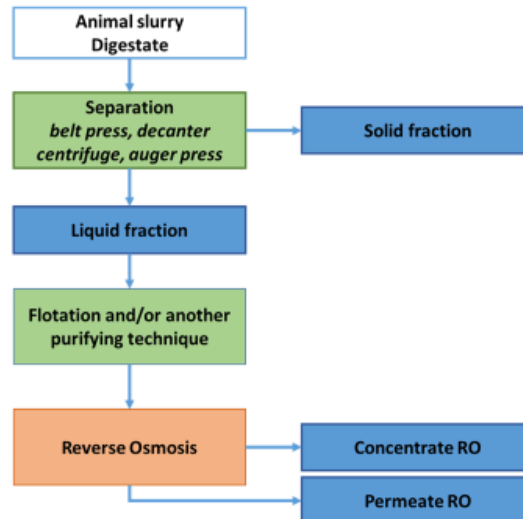 Animal slurry
Digestate
Separation
belt press, decanter
centrifuge, auger press
Solid fraction
Liquid fraction
Flotation and/or another
purifying technique
Reverse Osmosis
Concentrate RO
Permeate RO